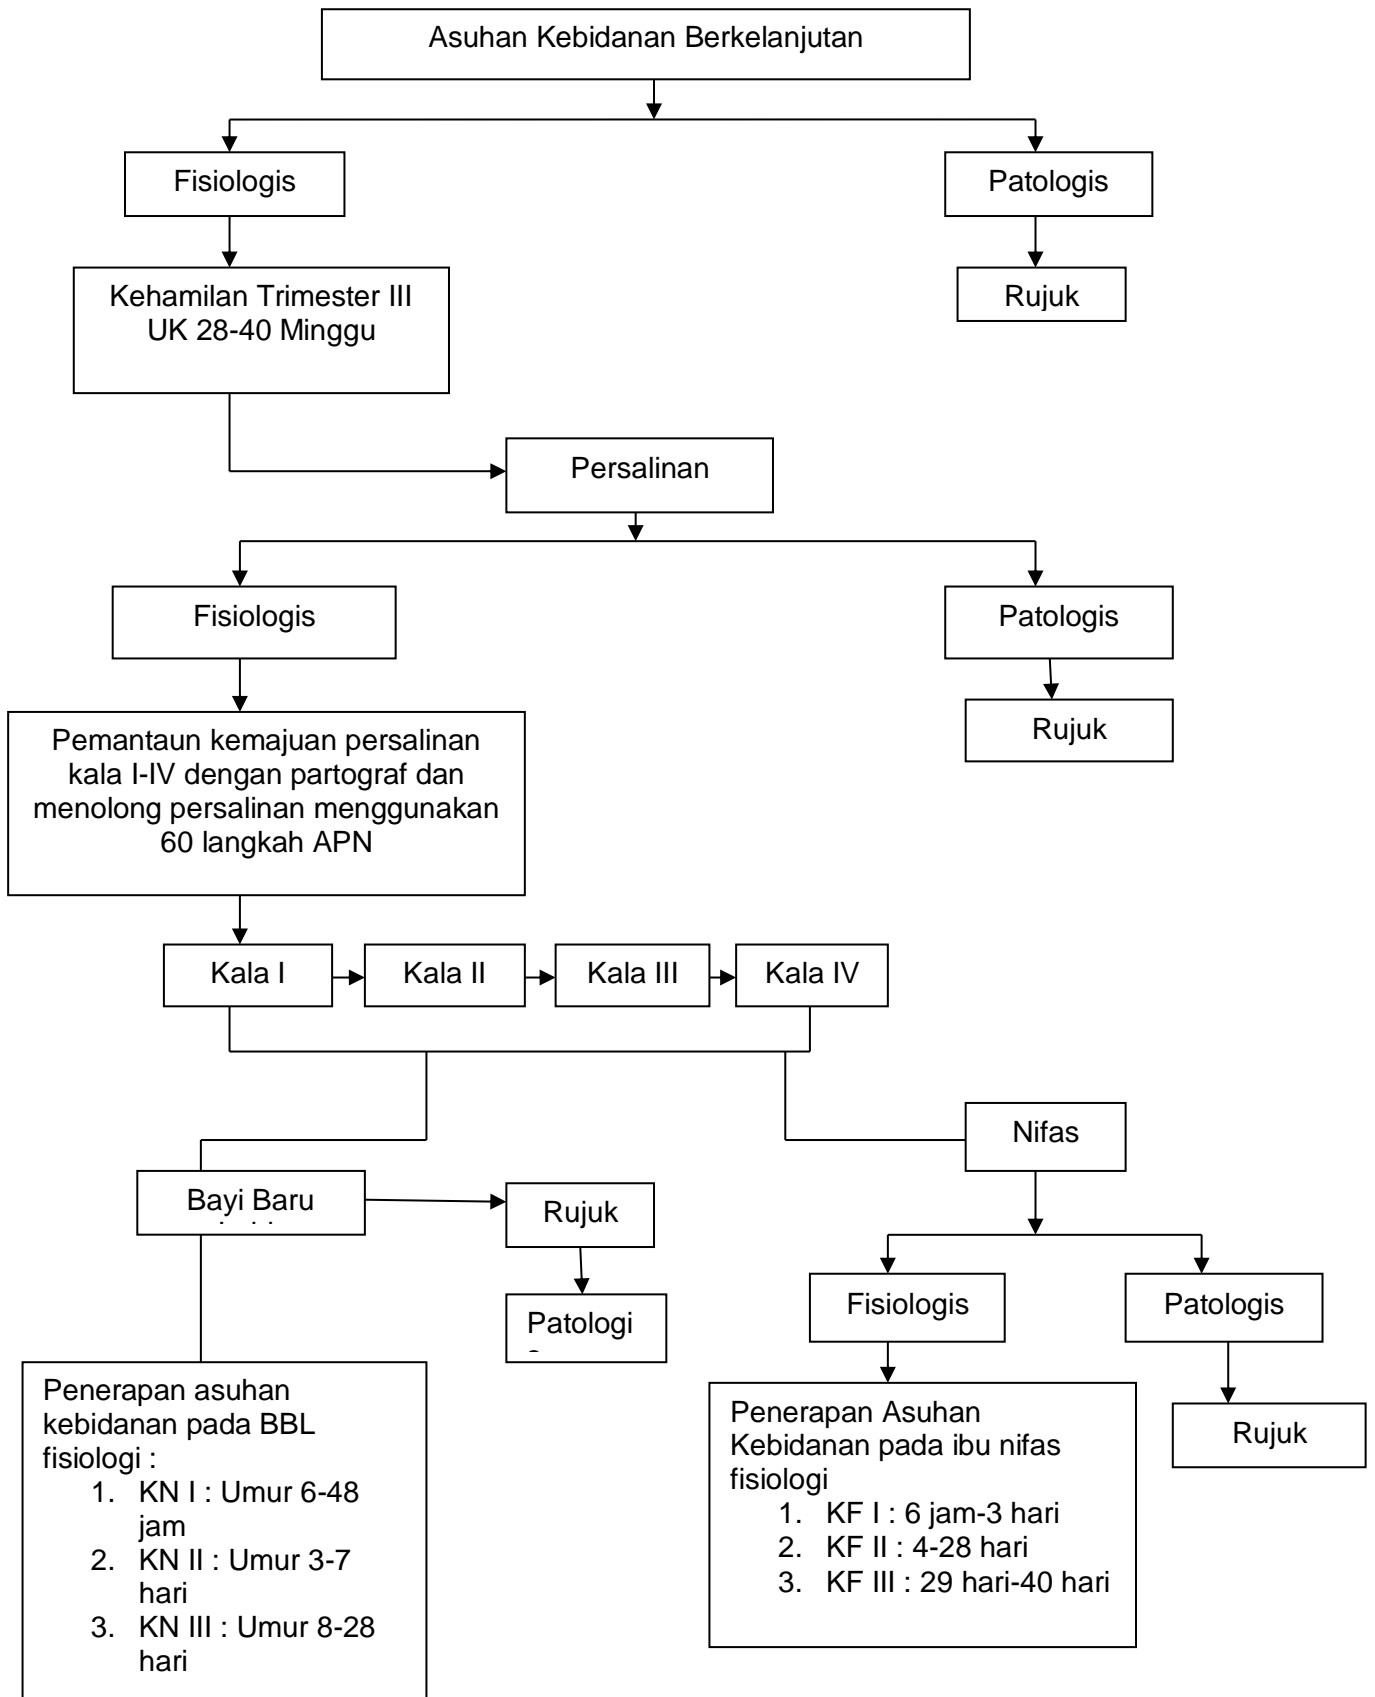 Asuhan Kebidanan Berkelanjutan
Fisiologis
Patologis
Kehamilan Trimester III
UK 28-40 Minggu
Rujuk
Persalinan
Fisiologis
Patologis
Pemantaun kemajuan persalinan
kala I-IV dengan partograf dan
menolong persalinan menggunakan
60 langkah APN
Rujuk
Kala I
Kala II
Kala III
Kala IV
Nifas
Bayi Baru
Rujuk
Patologi
Fisiologis
Patologis
Penerapan asuhan
kebidanan pada BBL
fisiologi :
1. KN I : Umur 6-48
jam
2. KN II : Umur 3-7
hari
3. KN III : Umur 8-28
hari
Penerapan Asuhan
Kebidanan pada ibu nifas
fisiologi
1. KF I : 6 jam-3 hari
2. KF II : 4-28 hari
3. KF III : 29 hari-40 hari
Rujuk